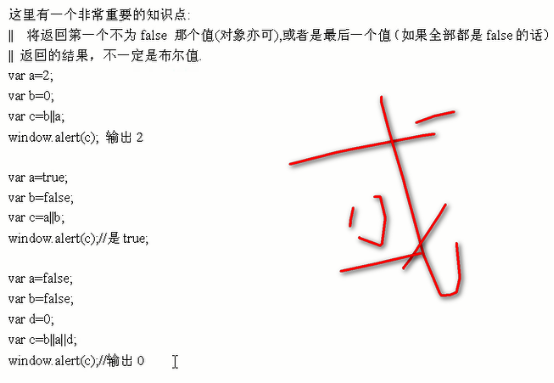 这里有一个非常重要的知识点:
|| 将返回第一个不为 false 那个值(对象亦可),或者是最后一个值（如果全部都是 false 的话）
|| 返回的结果，不一定是布尔值.
var a=2;
var b=0;
var c=b||a;
window.alert(c); 输出 2
var a=true;
var b=false;
var c=a||b;
window.alert(c);//是 true;
var a=false;
var b=false;
var d=0;
var c=b||a||d;
window.alert(c);//输出 0
或